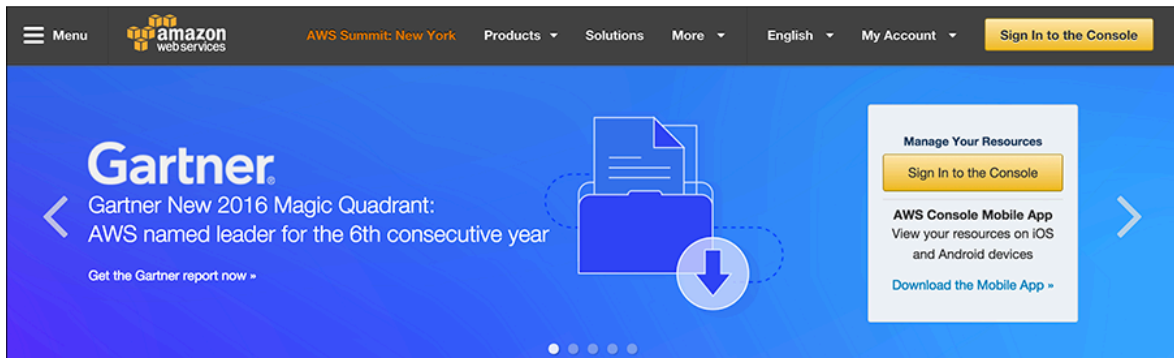 Menu
amazon
webservices
AWS Summit: New York
Products
Solutions
More
English
My Account
Sign In to the Console
Gartner®
Gartner New 2016 Magic Quadrant:
AWS named leader for the 6th consecutive year
Get the Gartner report now »
Manage Your Resources
Sign In to the Console
AWS Console Mobile App
View your resources on iOS
and Android devices
Download the Mobile App »